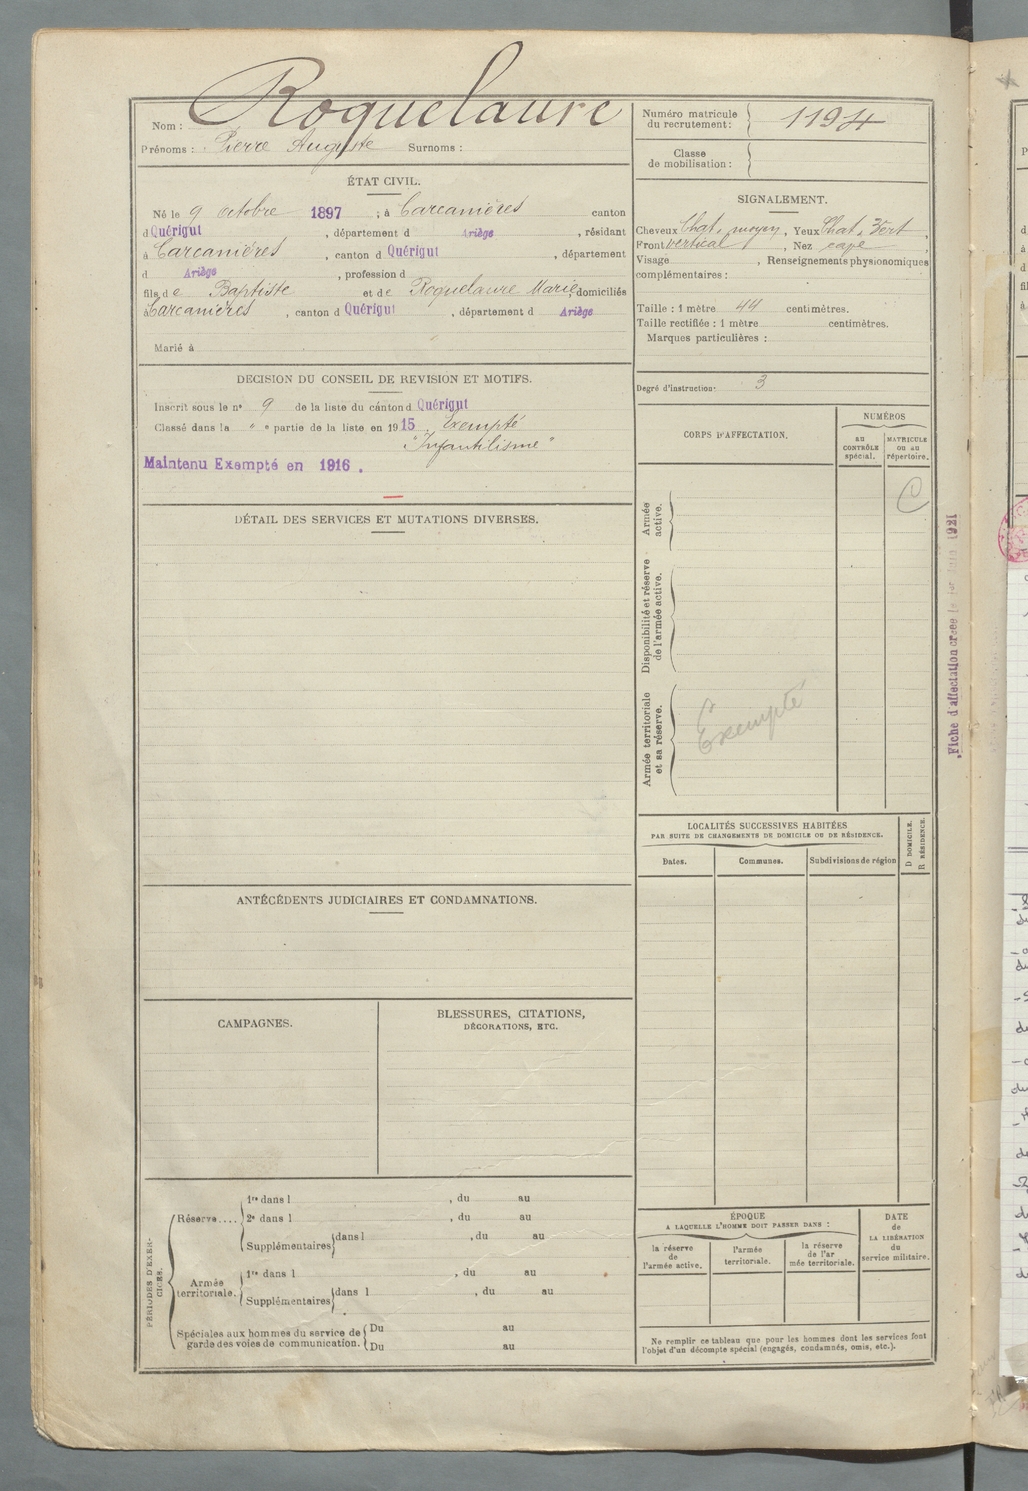 Nom : Roquelaure
Prénoms : Pierre Auguste Surnoms :
Numéro matricule
du recrutement : 1194
Classe
de mobilisation :
ÉTAT CIVIL.
Né le 9 octobre 1897 ; à Carcanières canton
d Quérigut , département d Ariège , résidant
à Carcanières , canton d Quérigut , département
d Ariège , profession d
fils de Baptiste et de Roquelaure Marie, domiciliés
à Carcanières , canton d Quérigut , département d Ariège
Marié à
SIGNALEMENT.
Cheveux Chat. moyen , Yeux Chat. Vert ,
Front vertical , Nez cave
Visage , Renseignements physionomiques
complémentaires :
Taille : 1 mètre 44 centimètres.
Taille rectifiée : 1 mètre centimètres.
Marques particulières :
Degré d'instruction · 3
DECISION DU CONSEIL DE REVISION ET MOTIFS.
Inscrit sous le nº 9 de la liste du canton d Quérigut
Classé dans la " e partie de la liste en 1915 . Exempté
"Infantilisme"
Maintenu Exempté en 1916 .
DÉTAIL DES SERVICES ET MUTATIONS DIVERSES.
CORPS D'AFFECTATION.
NUMÉROS
au
CONTRÔLE
spécial.
MATRICULE
ou au
répertoire.
C
Armée
active.
Disponibilité et réserve
de l'armée active.
Armée territoriale
et sa réserve.
Exempté
Fiche d'affectation créée le 1921
LOCALITÉS SUCCESSIVES HABITÉES
PAR SUITE DE CHANGEMENTS DE DOMICILE OU DE RÉSIDENCE.
D DOMICILE.
R RÉSIDENCE.
Dates. Communes. Subdivisions de région
ANTÉCÉDENTS JUDICIAIRES ET CONDAMNATIONS.
CAMPAGNES.
BLESSURES, CITATIONS,
DÉCORATIONS, ETC.
PÉRIODES D'EXER-
CICES.
Réserve ....
1re dans l , du au
2e dans l , du au
Supplémentaires dans l , du au
Armée
territoriale.
1re dans l , du au
Supplémentaires dans l , du au
Spéciales aux hommes du service de
garde des voies de communication.
Du au
Du au
ÉPOQUE
A LAQUELLE L'HOMME DOIT PASSER DANS :
la réserve
de
l'armée active.
l'armée
territoriale.
la réserve
de l'ar
mée territoriale.
DATE
de
LA LIBÉRATION
du
service militaire.
Ne remplir ce tableau que pour les hommes dont les services font
l'objet d'un décompte spécial (engagés, condamnés, omis, etc.).